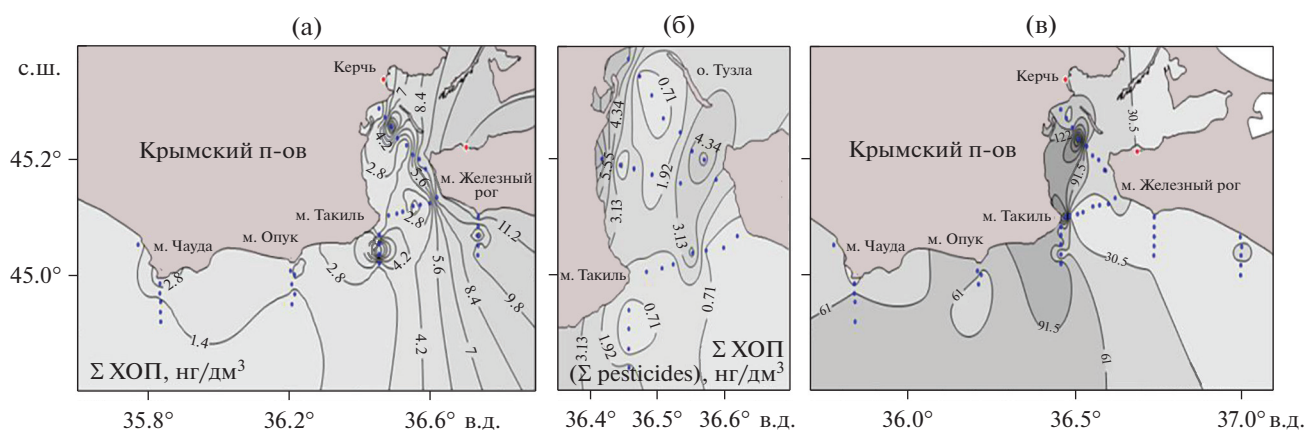 (а)
(б)
(в)
с.ш.
45.2°
45.0°
Керчь
Крымский п-ов
м. Железный
рог
м. Такиль
м. Опук
м. Чауда
7
8.4
4.2
2.8
5.6
2.8
11.2
2.8
4.2
2.8
5.6
8.4
9.8
1.4
4.2
7
Σ ХОП, нг/дм³
35.8°
36.2°
36.6° в.д.
о. Тузла
0.71
4.34
4.34
5.55
1.92
3.13
3.13
м. Такиль
0.71
0.71
1.92
3.13
Σ ХОП
(Σ pesticides), нг/дм³
36.4°
36.5°
36.6° в.д.
Керчь
30.5
Крымский п-ов
122
91.5
м. Железный рог
м. Такиль
м. Опук
м. Чауда
30.5
61
61
91.5
61
36.0°
36.5°
37.0° в.д.